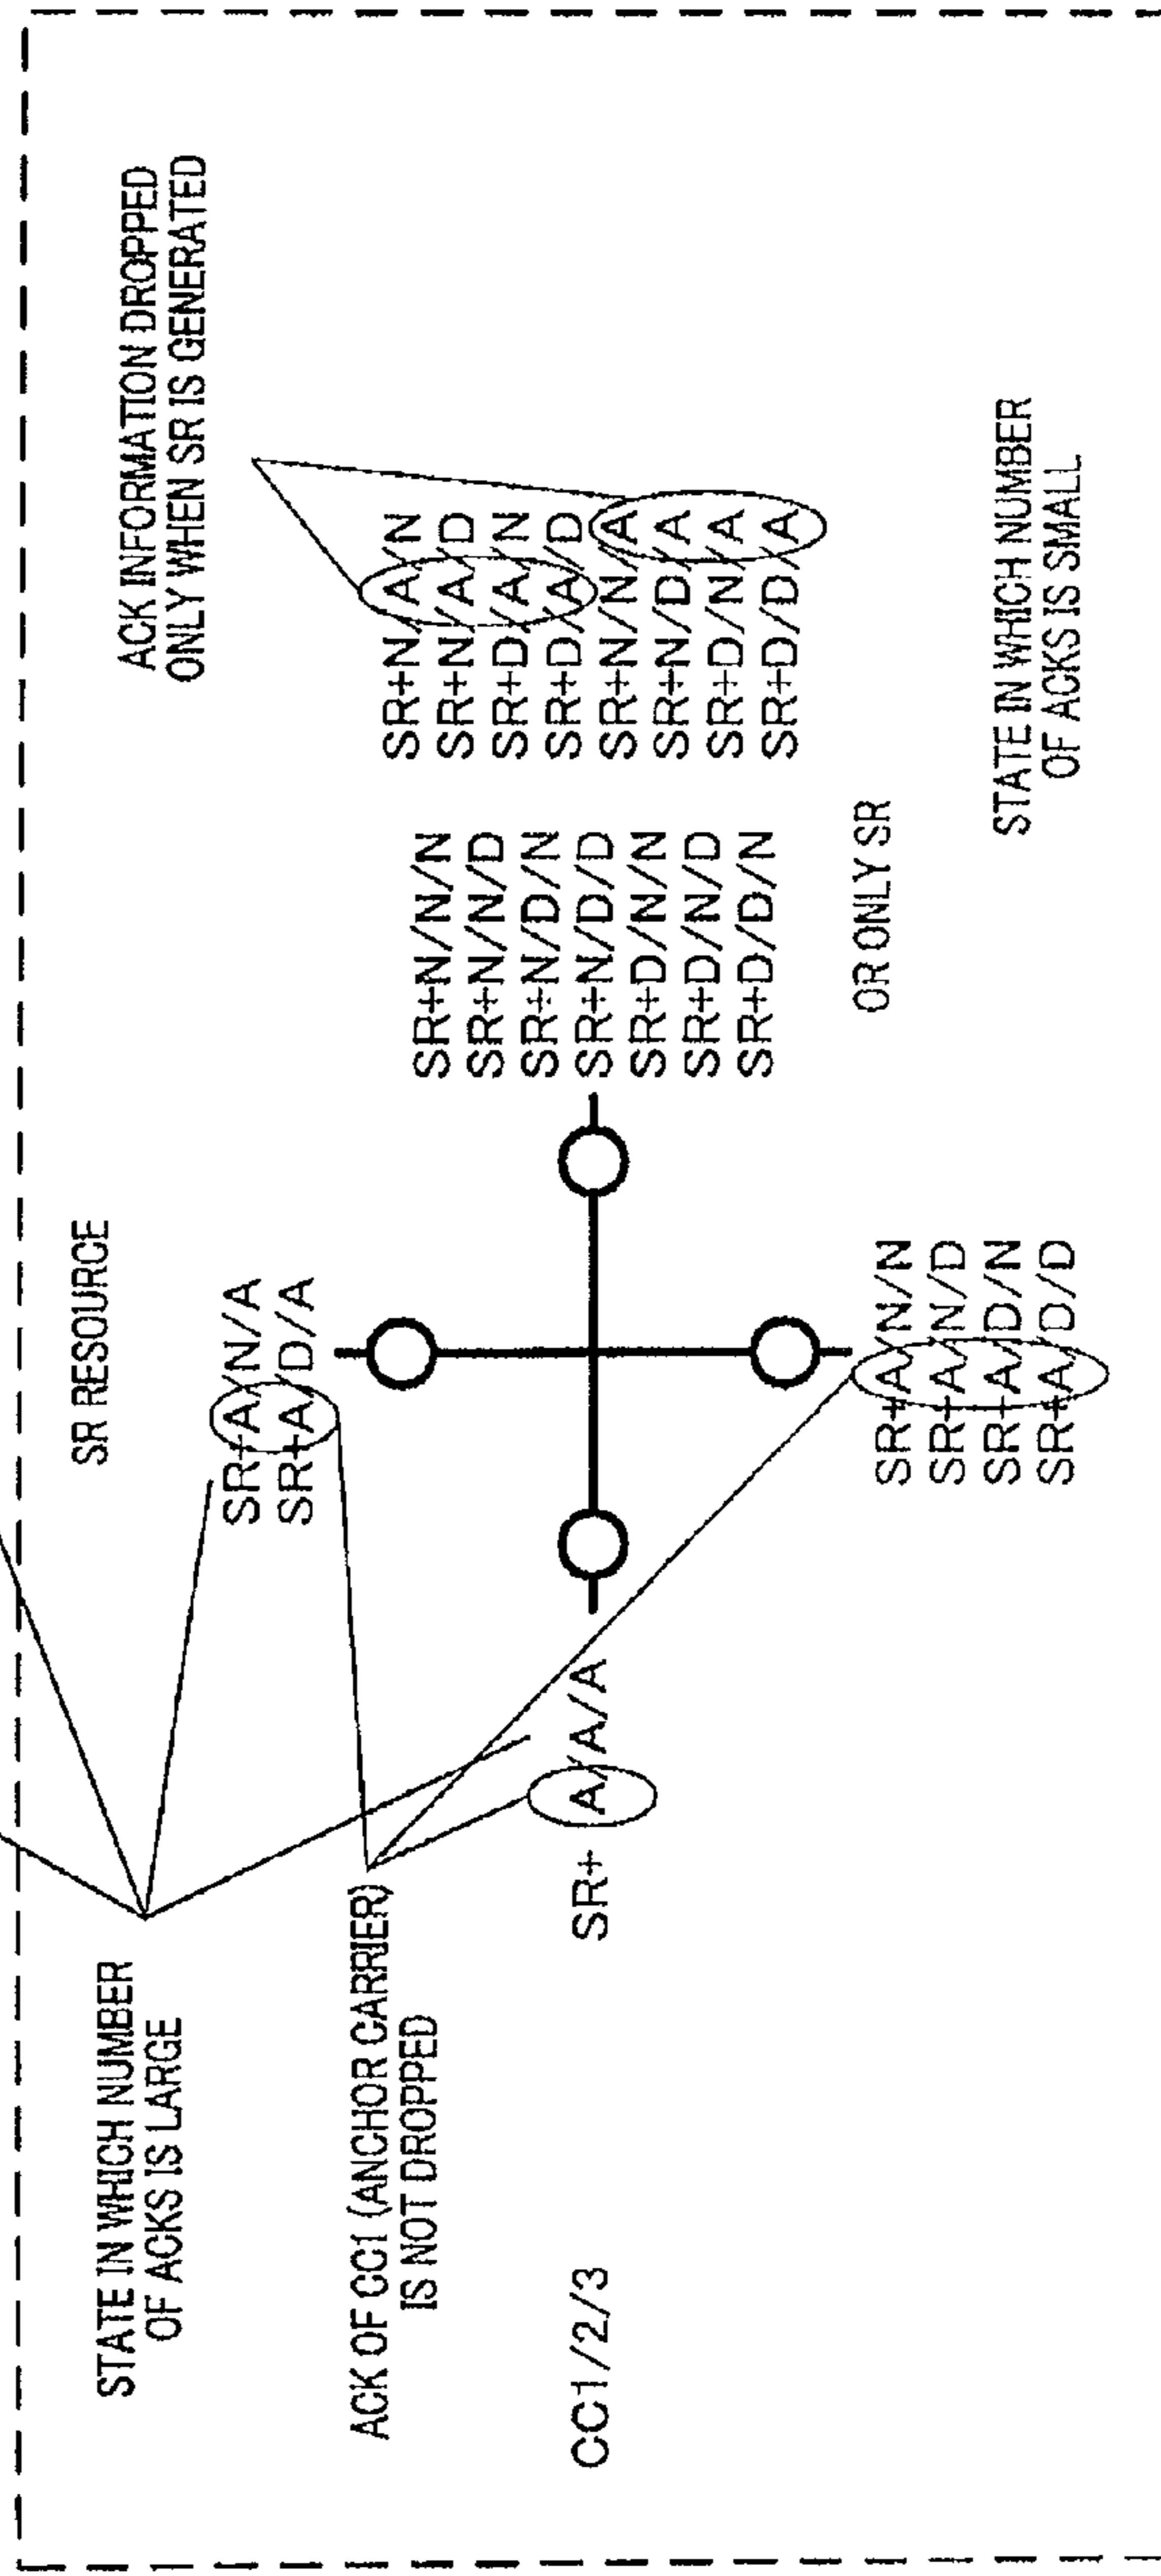 STATE IN WHICH NUMBER
OF ACKS IS LARGE
SR RESOURCE
ACK INFORMATION DROPPED
ONLY WHEN SR IS GENERATED
ACK OF CC1 (ANCHOR CARRIER)
IS NOT DROPPED
SR+A/N/A
SR+A/D/A
CC1/2/3
SR+ A/A/A
SR+N/N/N
SR+N/N/D
SR+N/D/N
SR+N/D/D
SR+D/N/N
SR+D/N/D
SR+D/D/N
OR ONLY SR
SR+N/A/N
SR+N/A/D
SR+D/A/N
SR+D/A/D
SR+N/N/A
SR+N/D/A
SR+D/N/A
SR+D/D/A
SR+A/N/N
SR+A/N/D
SR+A/D/N
SR+A/D/D
STATE IN WHICH NUMBER
OF ACKS IS SMALL